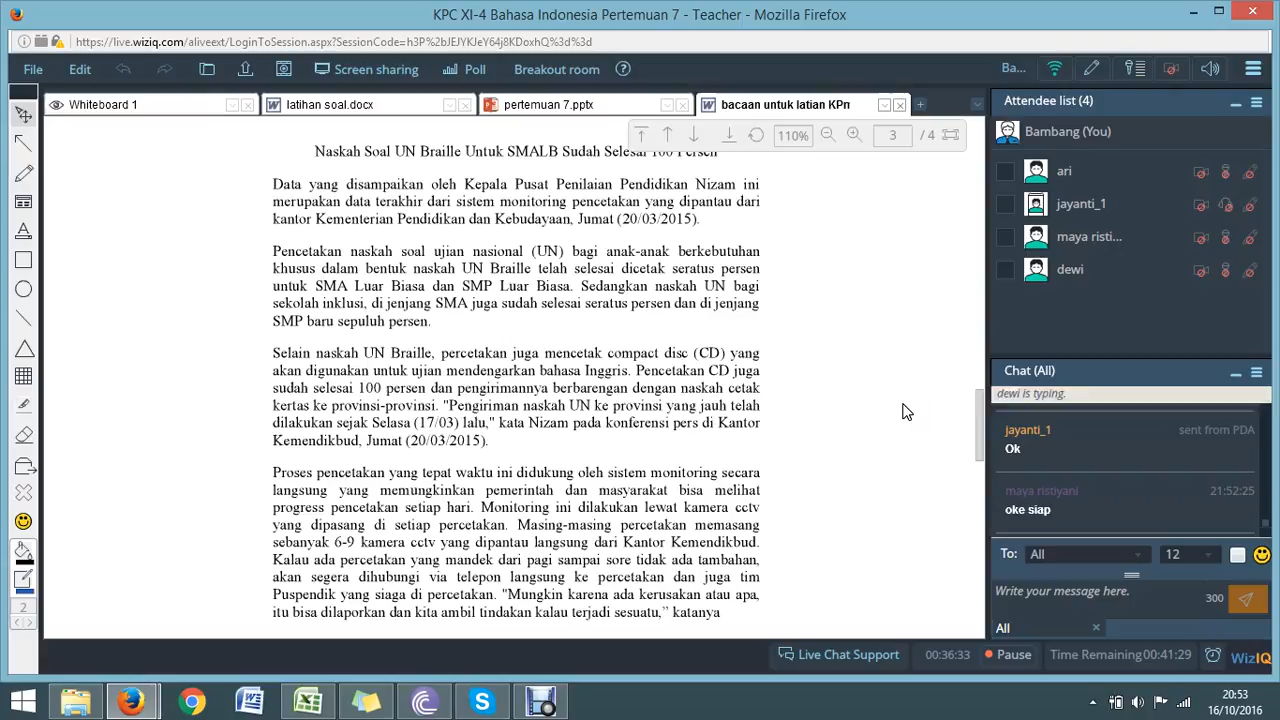 KPC XI-4 Bahasa Indonesia Pertemuan 7 - Teacher - Mozilla Firefox
https://live.wiziq.com/aliveext/LoginToSession.aspx?SessionCode=h3P%2bJEJYKJeY64j8KDoxhQ%3d%3d
File Edit Screen sharing Poll Breakout room ? Ba...
Whiteboard 1 latihan soal.docx pertemuan 7.pptx bacaan untuk latian KPm
110% 3 / 4
Naskah Soal UN Braille Untuk SMALB Sudah Selesai 100 Persen
Data yang disampaikan oleh Kepala Pusat Penilaian Pendidikan Nizam ini
merupakan data terakhir dari sistem monitoring pencetakan yang dipantau dari
kantor Kementerian Pendidikan dan Kebudayaan, Jumat (20/03/2015).
Pencetakan naskah soal ujian nasional (UN) bagi anak-anak berkebutuhan
khusus dalam bentuk naskah UN Braille telah selesai dicetak seratus persen
untuk SMA Luar Biasa dan SMP Luar Biasa. Sedangkan naskah UN bagi
sekolah inklusi, di jenjang SMA juga sudah selesai seratus persen dan di jenjang
SMP baru sepuluh persen.
Selain naskah UN Braille, percetakan juga mencetak compact disc (CD) yang
akan digunakan untuk ujian mendengarkan bahasa Inggris. Pencetakan CD juga
sudah selesai 100 persen dan pengirimannya berbarengan dengan naskah cetak
kertas ke provinsi-provinsi. "Pengiriman naskah UN ke provinsi yang jauh telah
dilakukan sejak Selasa (17/03) lalu," kata Nizam pada konferensi pers di Kantor
Kemendikbud, Jumat (20/03/2015).
Proses pencetakan yang tepat waktu ini didukung oleh sistem monitoring secara
langsung yang memungkinkan pemerintah dan masyarakat bisa melihat
progress pencetakan setiap hari. Monitoring ini dilakukan lewat kamera cctv
yang dipasang di setiap percetakan. Masing-masing percetakan memasang
sebanyak 6-9 kamera cctv yang dipantau langsung dari Kantor Kemendikbud.
Kalau ada percetakan yang mandek dari pagi sampai sore tidak ada tambahan,
akan segera dihubungi via telepon langsung ke percetakan dan juga tim
Puspendik yang siaga di percetakan. "Mungkin karena ada kerusakan atau apa,
itu bisa dilaporkan dan kita ambil tindakan kalau terjadi sesuatu,” katanya
2
Attendee list (4)
Bambang (You)
ari
jayanti_1
maya risti...
dewi
Chat (All)
dewi is typing.
jayanti_1 sent from PDA
Ok
maya ristiyani 21:52:25
oke siap
To: All 12
Write your message here. 300
All
Live Chat Support 00:36:33 Pause Time Remaining 00:41:29 WizIQ
20:53
16/10/2016